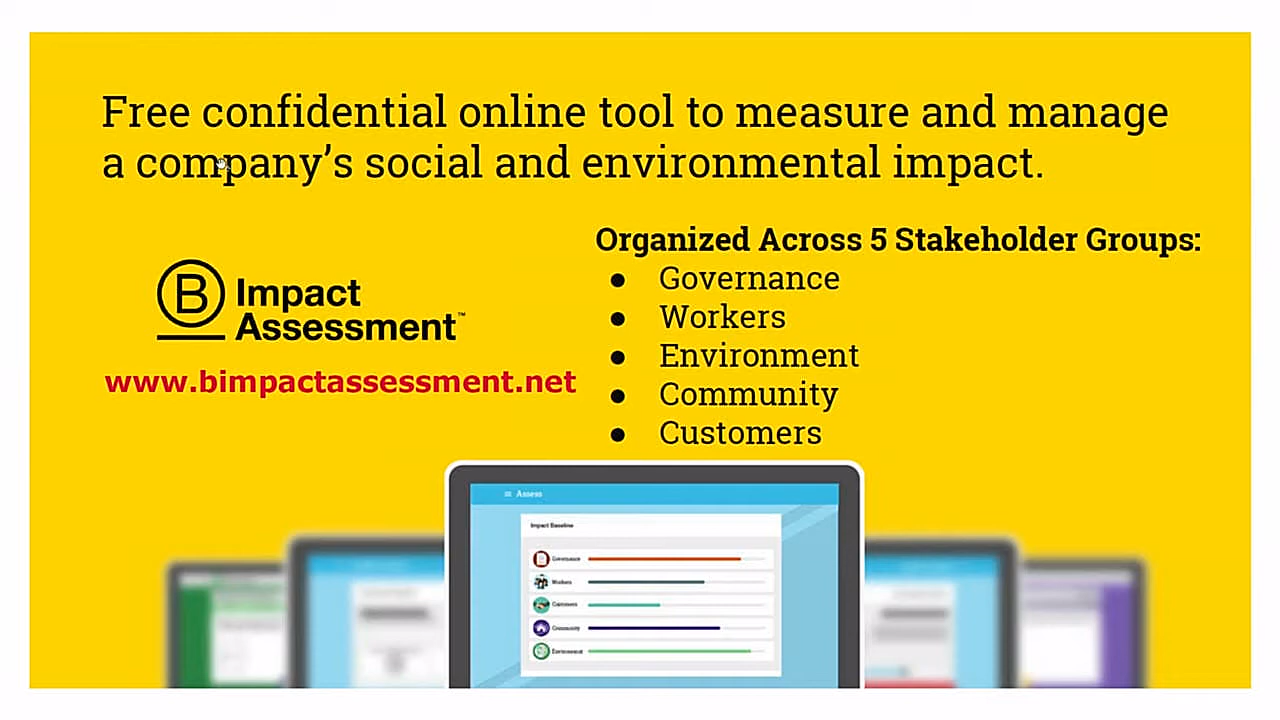 Free confidential online tool to measure and manage
a company’s social and environmental impact.
B Impact
Assessment™
www.bimpactassessment.net
Organized Across 5 Stakeholder Groups:
● Governance
● Workers
● Environment
● Community
● Customers
Assess
Impact Baseline
Governance
Workers
Customers
Community
Environment